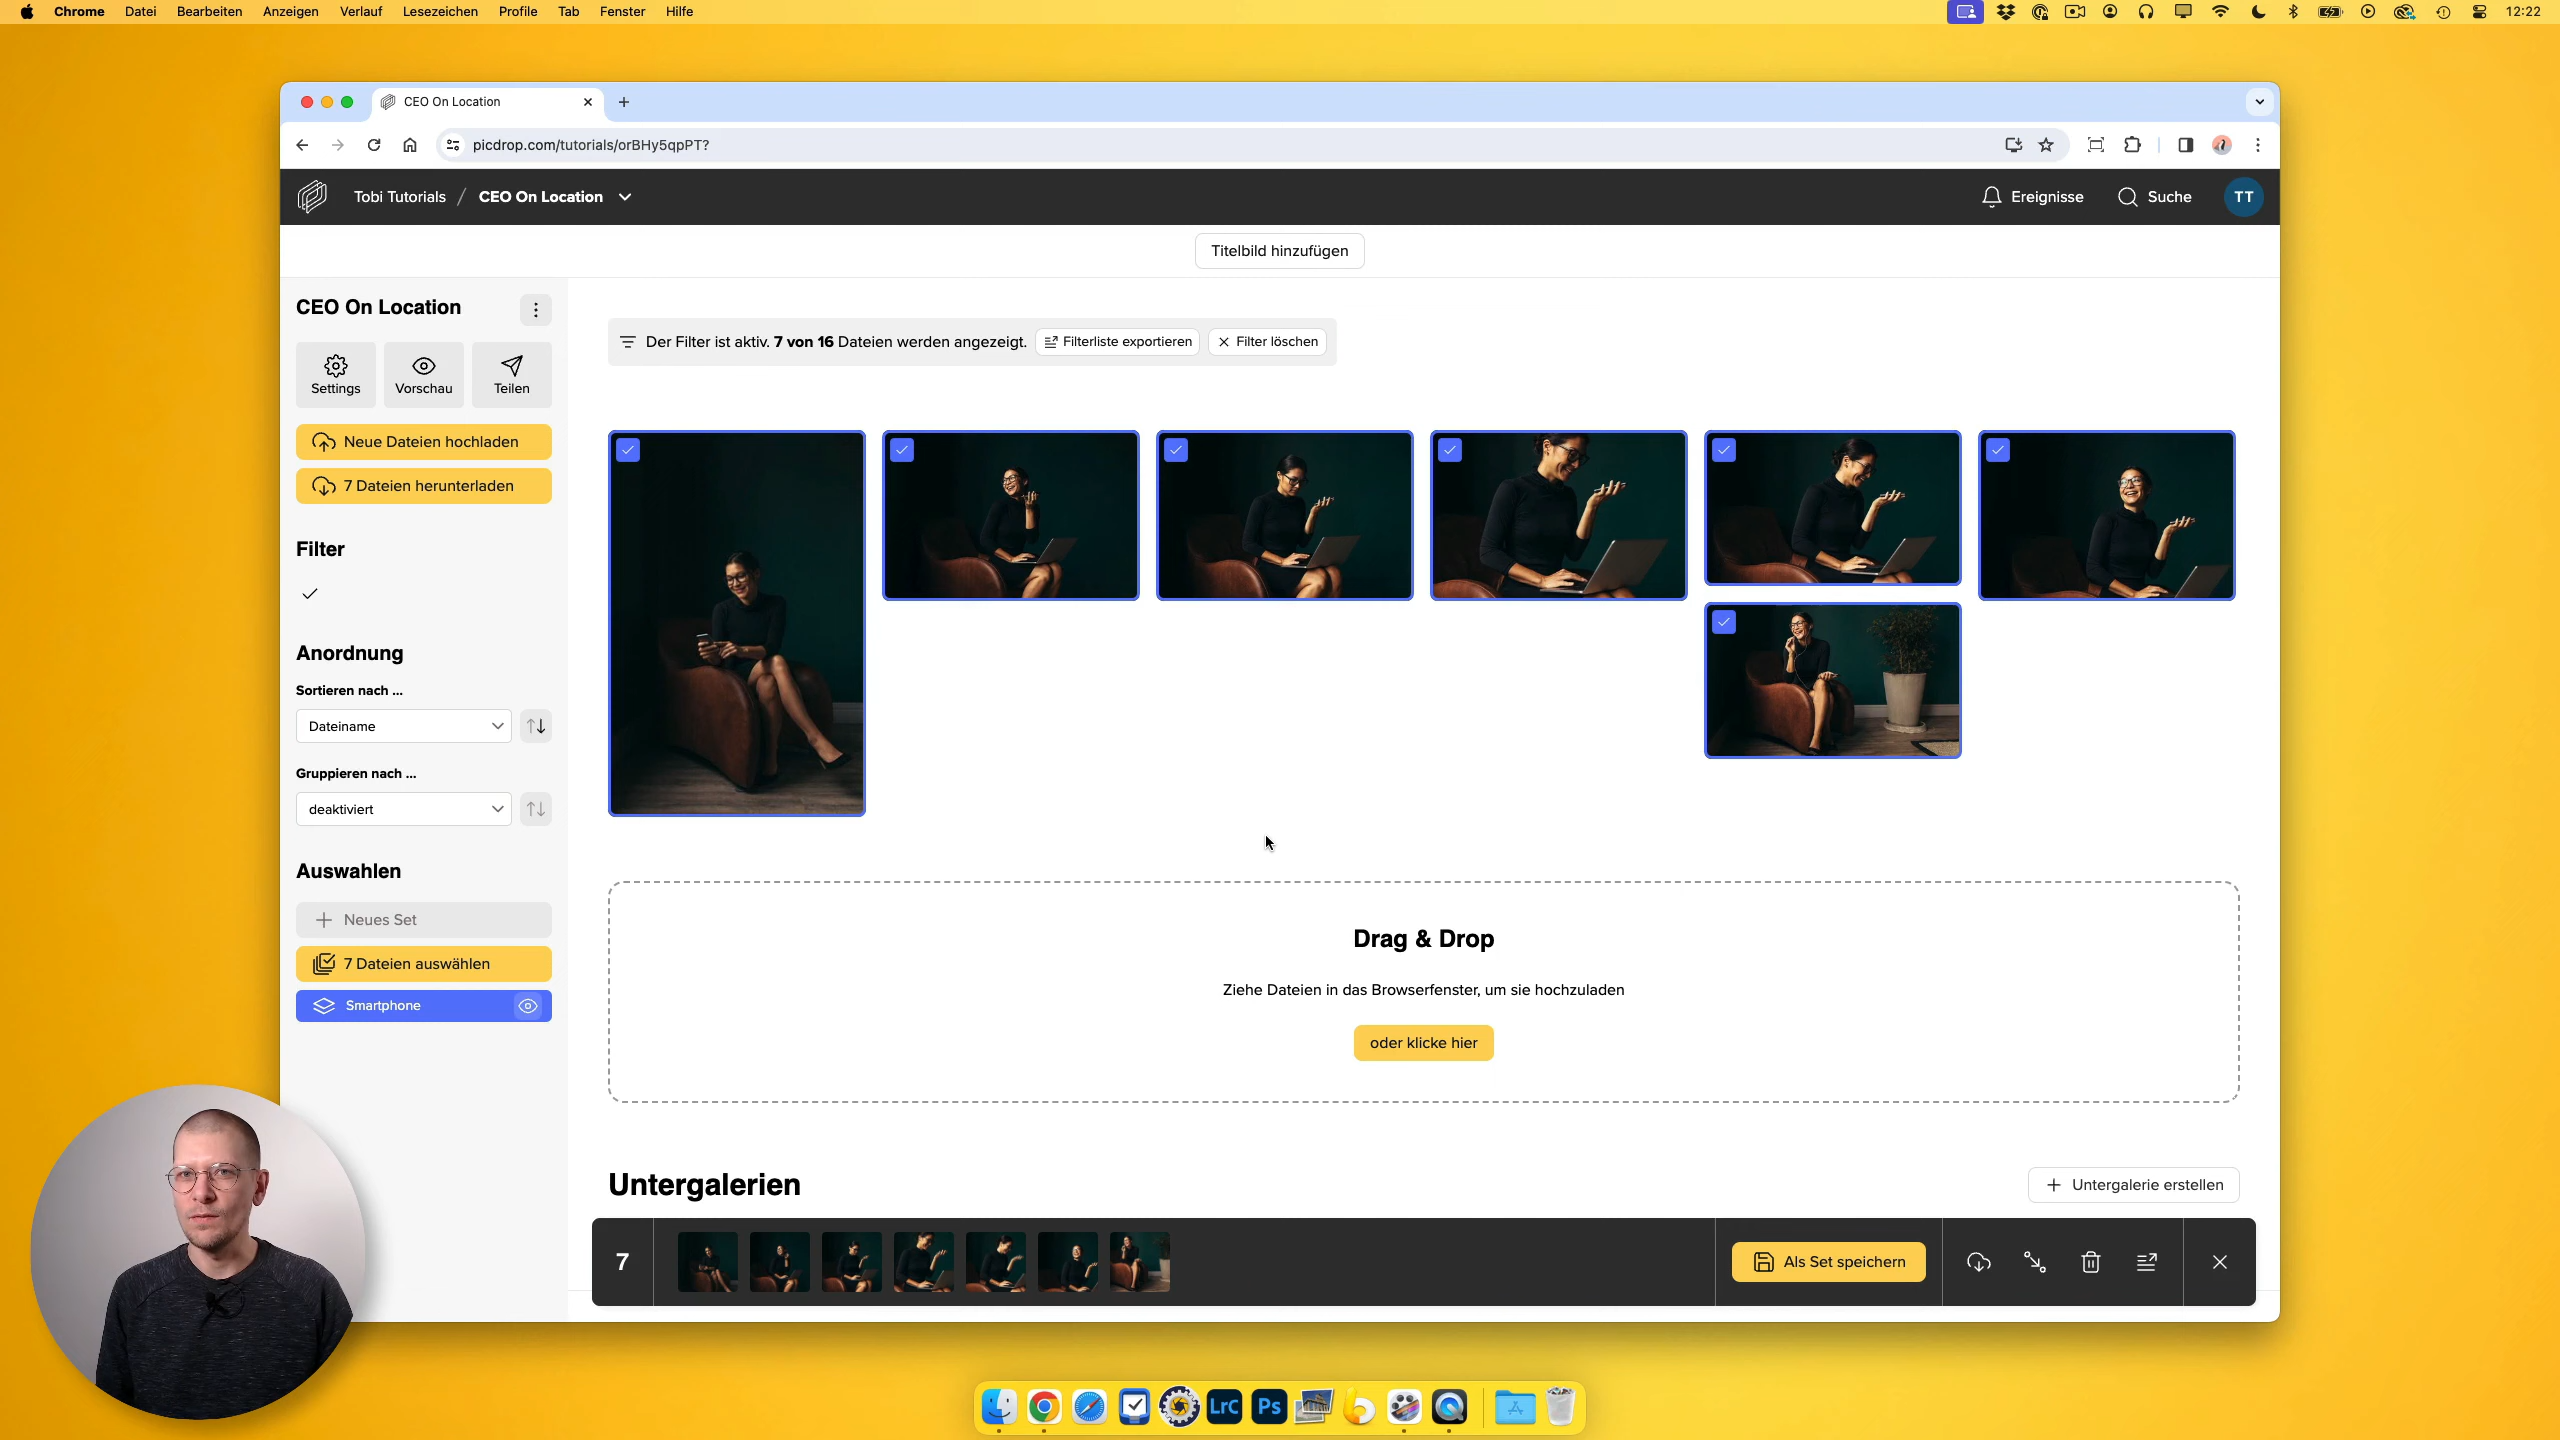 Chrome Datei Bearbeiten Anzeigen Verlauf Lesezeichen Profile Tab Fenster Hilfe 12:22
CEO On Location
picdrop.com/tutorials/orBHy5qpPT?
Tobi Tutorials / CEO On Location Ereignisse Suche TT
Titelbild hinzufügen
CEO On Location
Settings Vorschau Teilen
Neue Dateien hochladen
7 Dateien herunterladen
Filter
Anordnung
Sortieren nach ...
Dateiname
Gruppieren nach ...
deaktiviert
Auswahlen
Neues Set
7 Dateien auswählen
Smartphone
Der Filter ist aktiv. 7 von 16 Dateien werden angezeigt. Filterliste exportieren Filter löschen
Drag & Drop
Ziehe Dateien in das Browserfenster, um sie hochzuladen
oder klicke hier
Untergalerien
Untergalerie erstellen
7
Als Set speichern
LrC Ps